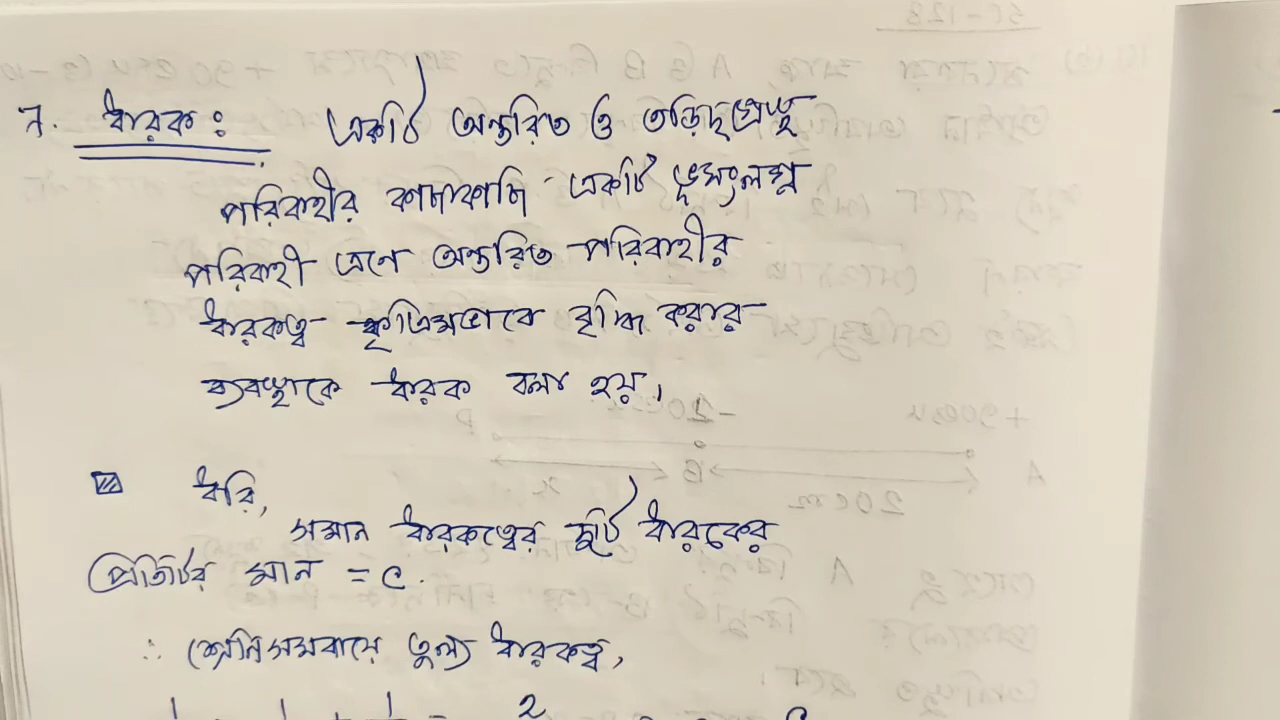 7. ধারক: একটি অন্তরিত ও তড়িদ্গ্রস্থ
পরিবাহীর কাছাকাছি একটি ভূসংলগ্ন
পরিবাহী এনে অন্তরিত পরিবাহীর
ধারকত্ব কৃত্রিমভাবে বৃদ্ধি করার
ব্যবস্থাকে ধারক বলা হয়,
ধরি,
সমান ধারকত্বের দুটি ধারকের
প্রতিটির মান = C.
∴ শ্রেনি সমবায়ে তুল্য ধারকত্ব,